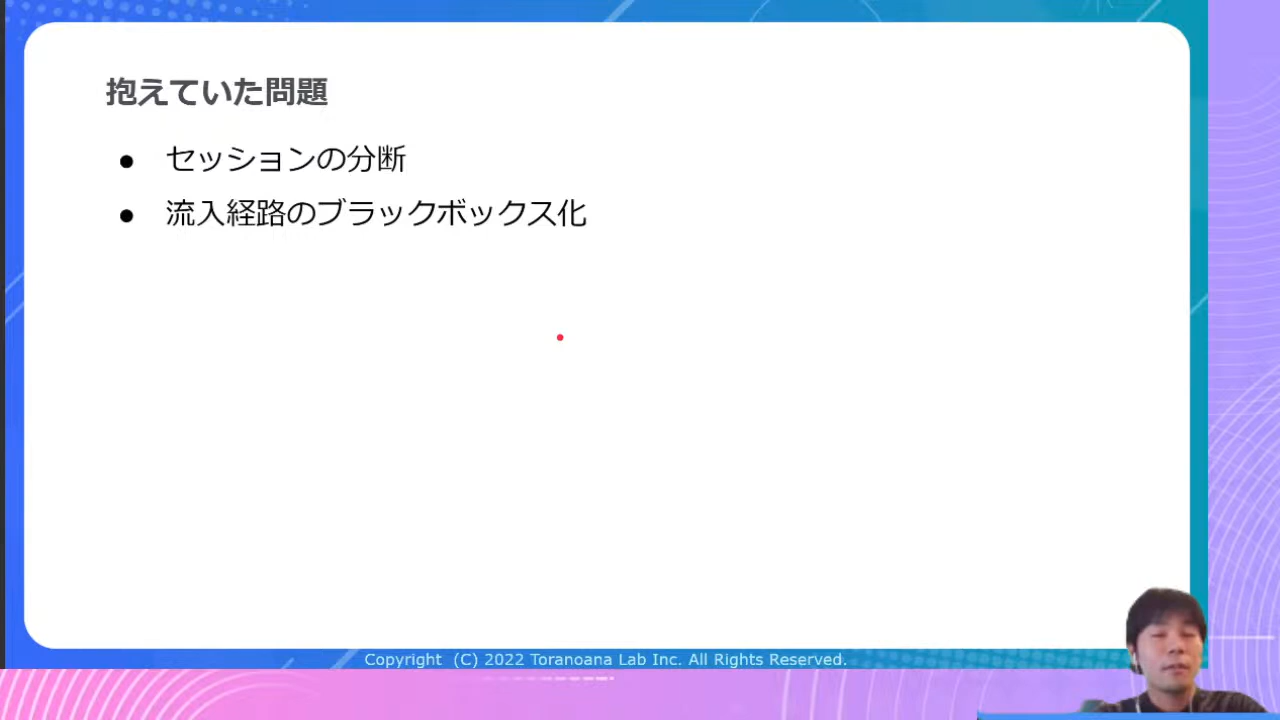 抱えていた問題
● セッションの分断
● 流入経路のブラックボックス化
Copyright (C) 2022 Toranoana Lab Inc. All Rights Reserved.